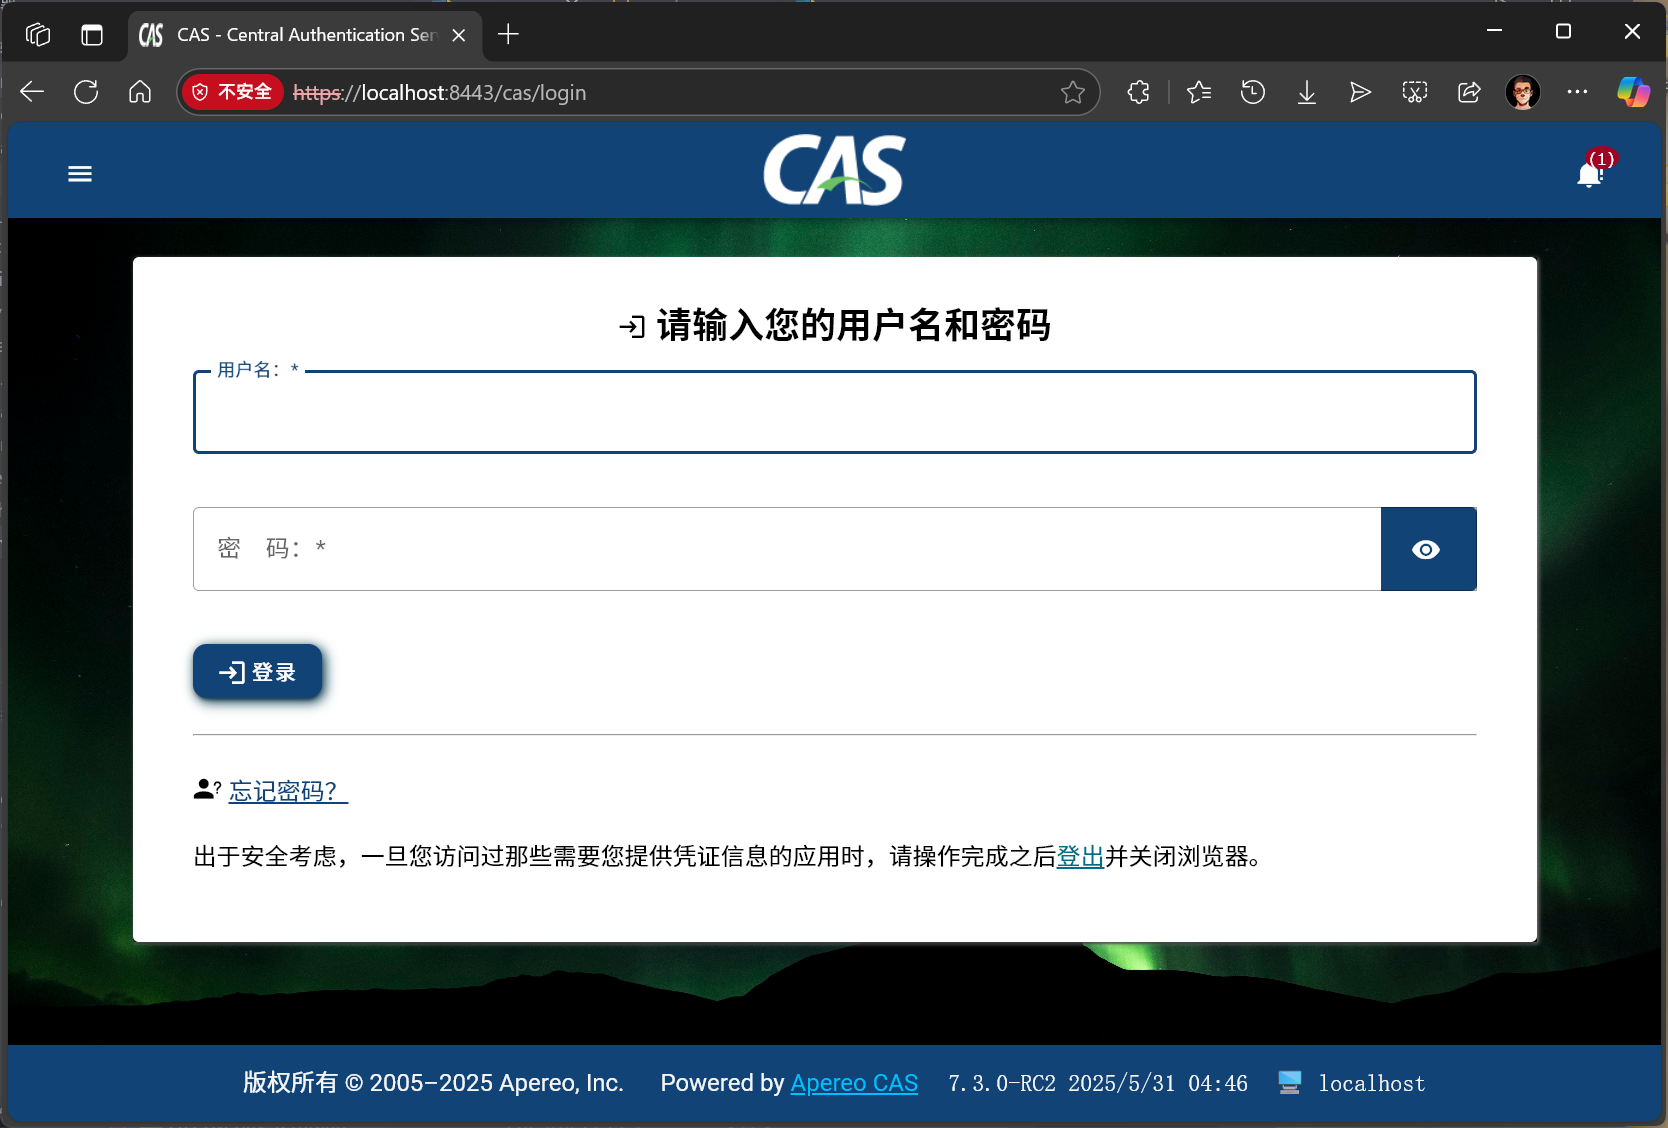 CAS - Central Authentication Ser
不安全 https://localhost:8443/cas/login
CAS
(1)
请输入您的用户名和密码
用户名：*
密　码：*
登录
忘记密码？
出于安全考虑，一旦您访问过那些需要您提供凭证信息的应用时，请操作完成之后登出并关闭浏览器。
版权所有 © 2005–2025 Apereo, Inc. Powered by Apereo CAS 7.3.0-RC2 2025/5/31 04:46 localhost